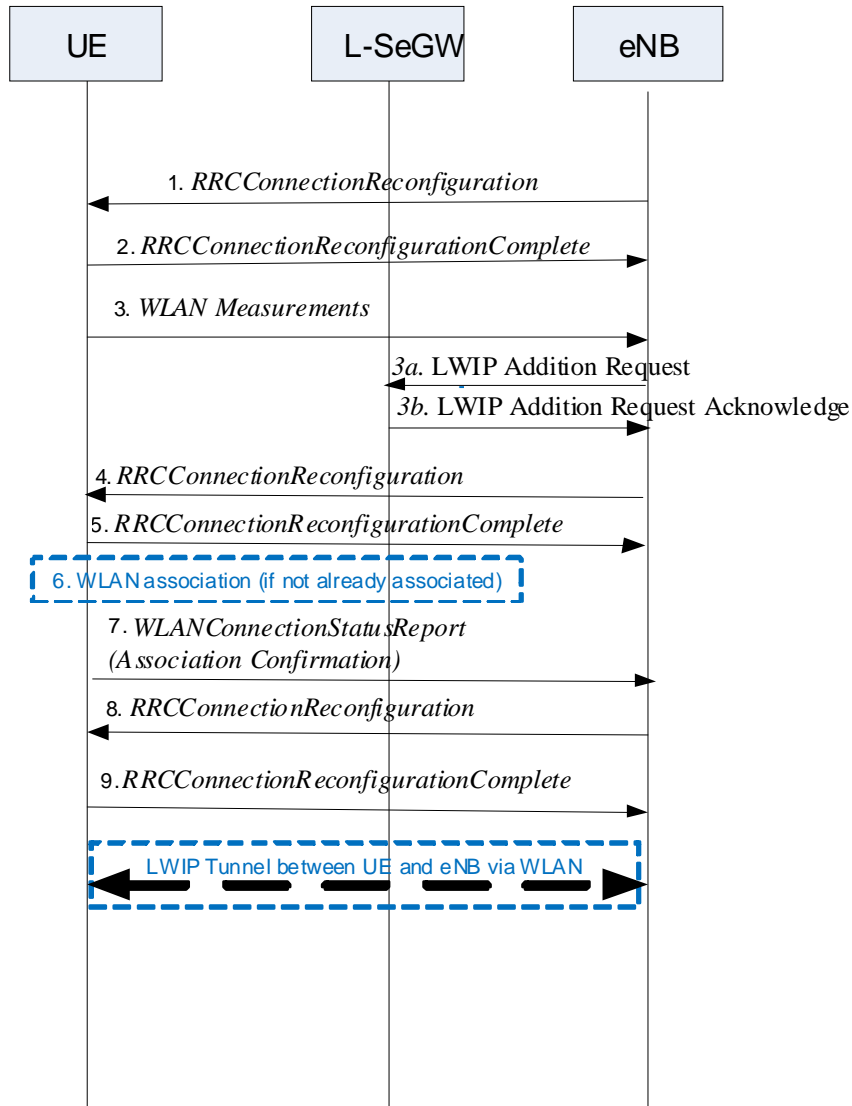 UE
L-SeGW
eNB
1. RRCConnectionReconfiguration
2. RRCConnectionReconfigurationComplete
3. WLAN Measurements
3a. LWIP Addition Request
3b. LWIP Addition Request Acknowledge
4. RRCConnectionReconfiguration
5. RRCConnectionReconfigurationComplete
6. WLAN association (if not already associated)
7. WLANConnectionStatusReport
(Association Confirmation)
8. RRCConnectionReconfiguration
9. RRCConnectionReconfigurationComplete
LWIP Tunnel between UE and eNB via WLAN